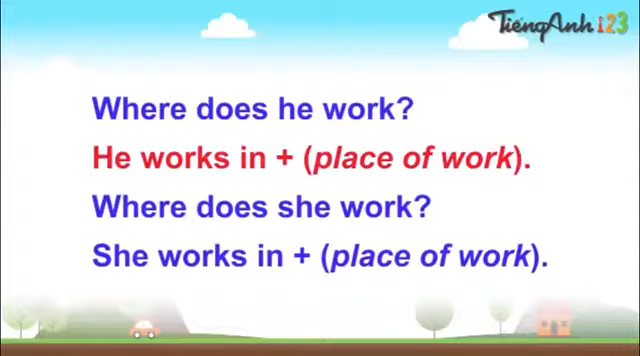 TiếngAnh123
Where does he work?
He works in + (place of work).
Where does she work?
She works in + (place of work).